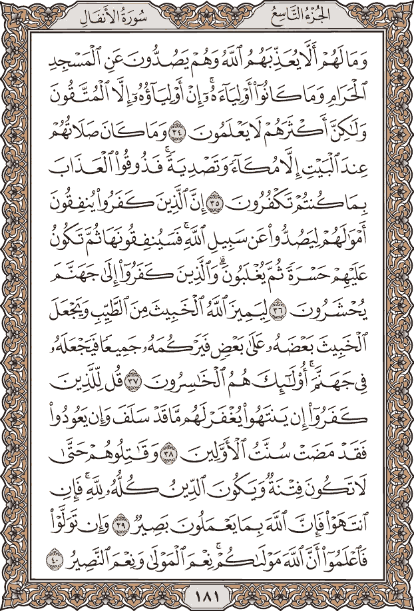 الجزء التاسع
سورة الأنفال
وَمَا لَهُمْ أَلَّا يُعَذِّبَهُمُ ٱللَّهُ وَهُمْ يَصُدُّونَ عَنِ ٱلْمَسْجِدِ
ٱلْحَرَامِ وَمَا كَانُوٓا۟ أَوْلِيَآءَهُۥٓ ۚ إِنْ أَوْلِيَآؤُهُۥٓ إِلَّا ٱلْمُتَّقُونَ
وَلَٰكِنَّ أَكْثَرَهُمْ لَا يَعْلَمُونَ ٣٤ وَمَا كَانَ صَلَاتُهُمْ
عِندَ ٱلْبَيْتِ إِلَّا مُكَآءً وَتَصْدِيَةً ۚ فَذُوقُوا۟ ٱلْعَذَابَ
بِمَا كُنتُمْ تَكْفُرُونَ ٣٥ إِنَّ ٱلَّذِينَ كَفَرُوا۟ يُنفِقُونَ
أَمْوَٰلَهُمْ لِيَصُدُّوا۟ عَن سَبِيلِ ٱللَّهِ ۚ فَسَيُنفِقُونَهَا ثُمَّ تَكُونُ
عَلَيْهِمْ حَسْرَةً ثُمَّ يُغْلَبُونَ ۗ وَٱلَّذِينَ كَفَرُوٓا۟ إِلَىٰ جَهَنَّمَ
يُحْشَرُونَ ٣٦ لِيَمِيزَ ٱللَّهُ ٱلْخَبِيثَ مِنَ ٱلطَّيِّبِ وَيَجْعَلَ
ٱلْخَبِيثَ بَعْضَهُۥ عَلَىٰ بَعْضٍ فَيَرْكُمَهُۥ جَمِيعًا فَيَجْعَلَهُۥ
فِى جَهَنَّمَ ۚ أُو۟لَٰٓئِكَ هُمُ ٱلْخَٰسِرُونَ ٣٧ قُل لِّلَّذِينَ
كَفَرُوٓا۟ إِن يَنتَهُوا۟ يُغْفَرْ لَهُم مَّا قَدْ سَلَفَ وَإِن يَعُودُوا۟
فَقَدْ مَضَتْ سُنَّتُ ٱلْأَوَّلِينَ ٣٨ وَقَٰتِلُوهُمْ حَتَّىٰ
لَا تَكُونَ فِتْنَةٌ وَيَكُونَ ٱلدِّينُ كُلُّهُۥ لِلَّهِ ۚ فَإِنِ
ٱنتَهَوْا۟ فَإِنَّ ٱللَّهَ بِمَا يَعْمَلُونَ بَصِيرٌ ٣٩ وَإِن تَوَلَّوْا۟
فَٱعْلَمُوٓا۟ أَنَّ ٱللَّهَ مَوْلَىٰكُمْ ۚ نِعْمَ ٱلْمَوْلَىٰ وَنِعْمَ ٱلنَّصِيرُ ٤٠
١٨١